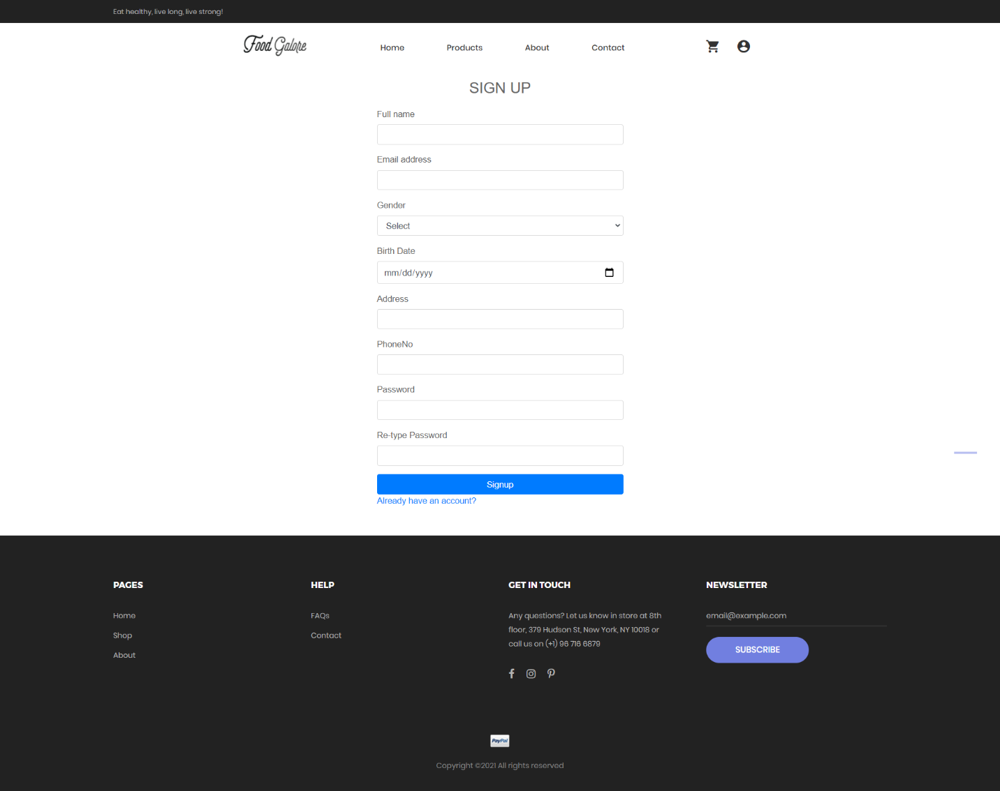 Eat healthy, live long, live strong!
Food Galore
Home
Products
About
Contact
SIGN UP
Full name
Email address
Gender
Select
Birth Date
mm/dd/yyyy
Address
PhoneNo
Password
Re-type Password
Signup
Already have an account?
PAGES
Home
Shop
About
HELP
FAQs
Contact
GET IN TOUCH
Any questions? Let us know in store at 8th
floor, 379 Hudson St, New York, NY 10018 or
call us on (+1) 96 716 6879
NEWSLETTER
email@example.com
SUBSCRIBE
PayPal
Copyright ©2021 All rights reserved